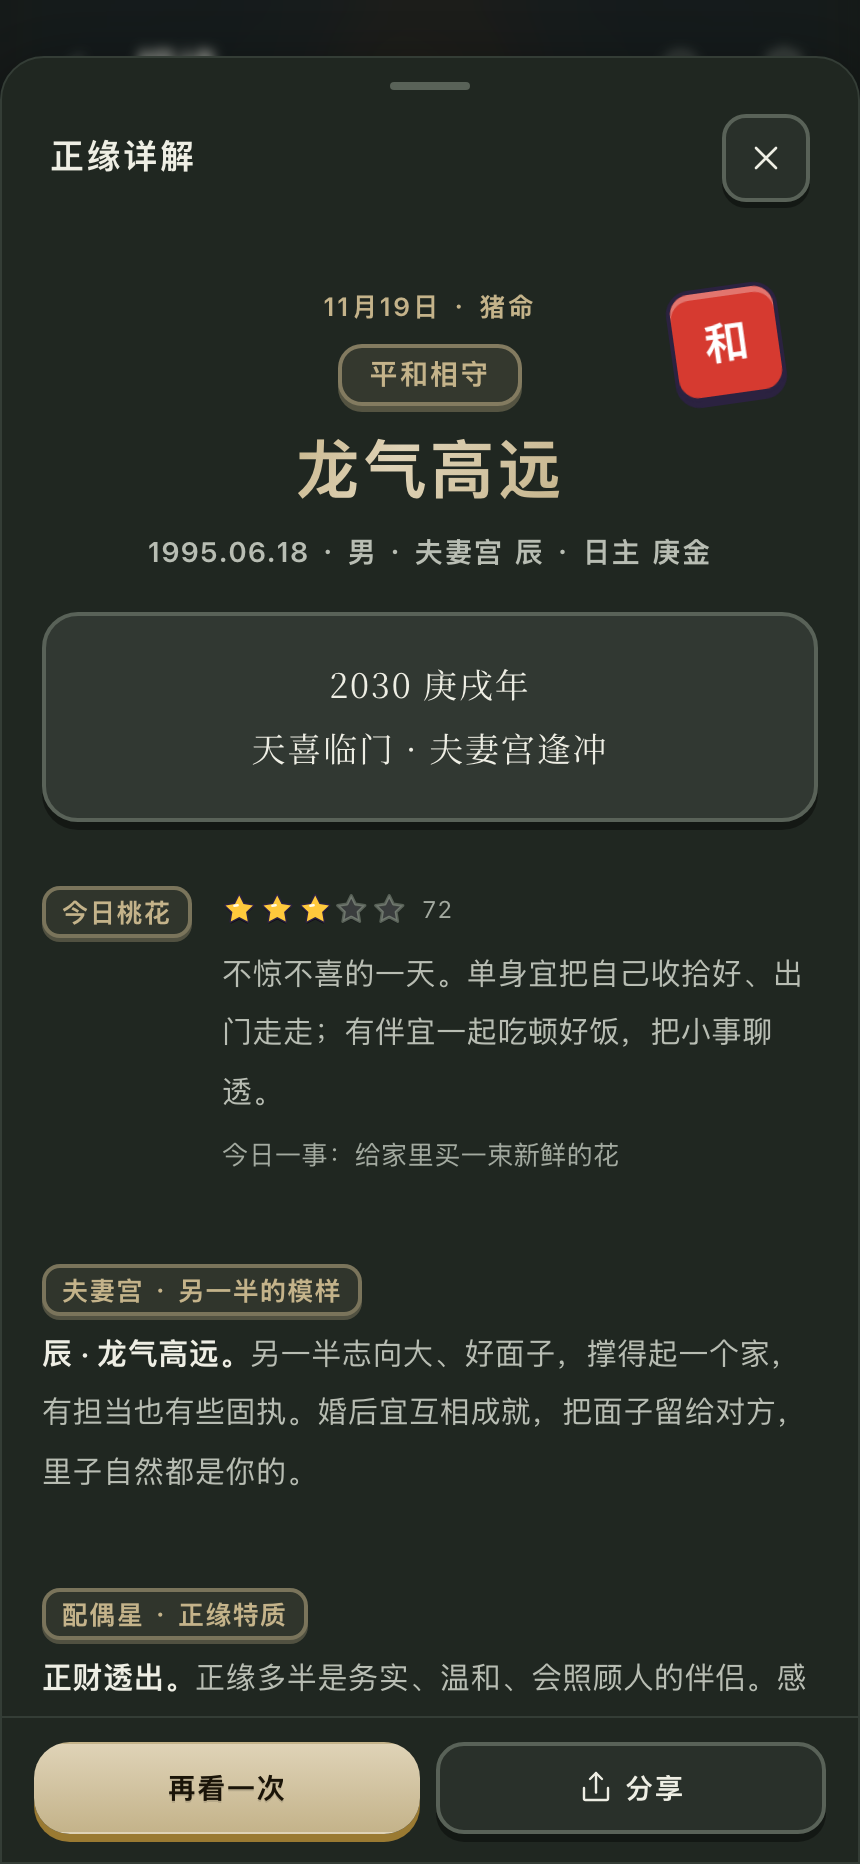 正缘详解
11月19日 · 猪命
和
平和相守
龙气高远
1995.06.18 · 男 · 夫妻宫 辰 · 日主 庚金
2030 庚戌年
天喜临门 · 夫妻宫逢冲
今日桃花
72
不惊不喜的一天。单身宜把自己收拾好、出
门走走；有伴宜一起吃顿好饭，把小事聊
透。
今日一事：给家里买一束新鲜的花
夫妻宫 · 另一半的模样
辰 · 龙气高远。另一半志向大、好面子，撑得起一个家，
有担当也有些固执。婚后宜互相成就，把面子留给对方，
里子自然都是你的。
配偶星 · 正缘特质
正财透出。正缘多半是务实、温和、会照顾人的伴侣。感
再看一次
分享